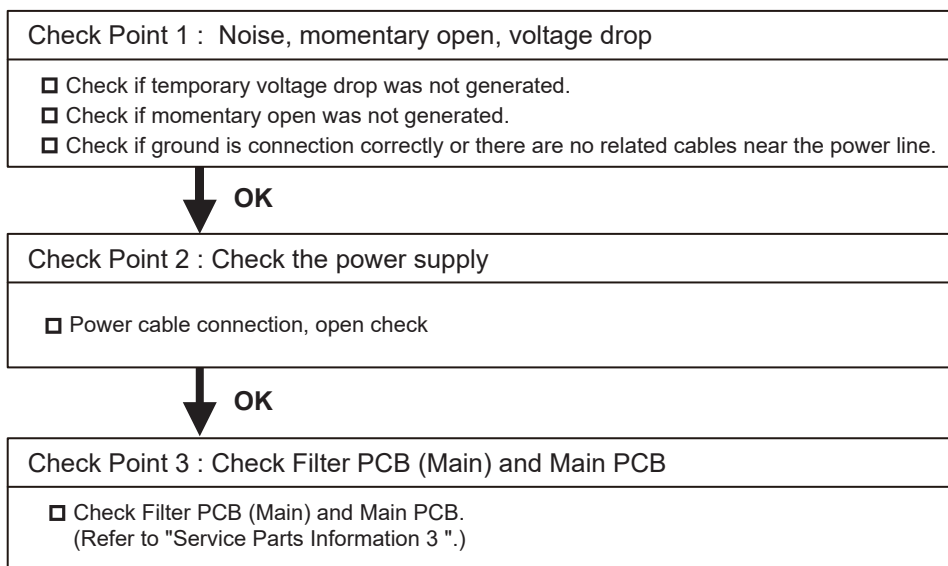 Check Point 1 : Noise, momentary open, voltage drop
Check if temporary voltage drop was not generated.
Check if momentary open was not generated.
Check if ground is connection correctly or there are no related cables near the power line.
OK
Check Point 2 : Check the power supply
Power cable connection, open check
OK
Check Point 3 : Check Filter PCB (Main) and Main PCB
Check Filter PCB (Main) and Main PCB.
(Refer to "Service Parts Information 3 ".)